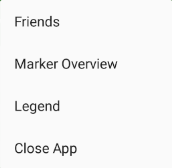 Friends
Marker Overview
Legend
Close App